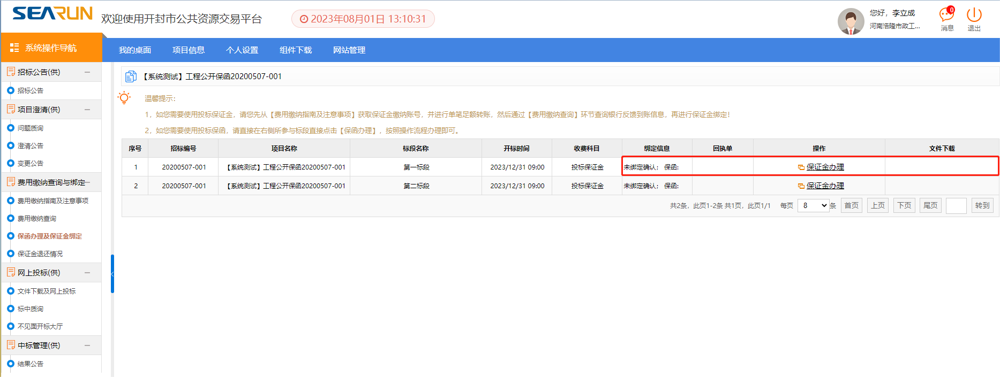 SEARUN
欢迎使用开封市公共资源交易平台
2023年08月01日 13:10:31
您好，李立成
河南浩隆市政工...
0
消息
退出
系统操作导航
我的桌面 项目信息 个人设置 组件下载 网站管理
招标公告(供)
招标公告
项目澄清(供)
问题质询
澄清公告
变更公告
费用缴纳查询与绑定
费用缴纳指南及注意事项
费用缴纳查询
保函办理及保证金绑定
保证金退还情况
网上投标(供)
文件下载及网上投标
标中质询
不见面开标大厅
中标管理(供)
结果公告
【系统测试】工程公开保函20200507-001
温馨提示：
1，如您需要使用投标保证金，请您先从【费用缴纳指南及注意事项】获取保证金缴纳账号，并进行单笔足额转账，然后通过【费用缴纳查询】环节查询银行反馈到账信息，再进行保证金绑定！
2，如您需要使用投标保函，请直接在右侧所参与标段直接点击【保函办理】，按照操作流程办理即可。
序号 招标编号 项目名称 标段名称 开标时间 收费科目 绑定信息 回执单 操作 文件下载
1 20200507-001 【系统测试】工程公开保函20200507-001 第一标段 2023/12/31 09:00 投标保证金 未绑定确认； 保函: 保证金办理
2 20200507-001 【系统测试】工程公开保函20200507-001 第二标段 2023/12/31 09:00 投标保证金 未绑定确认； 保函: 保证金办理
共2条，此页1-2条 共1页，此页1/1 每页 8 条 首页 上页 下页 尾页 转到